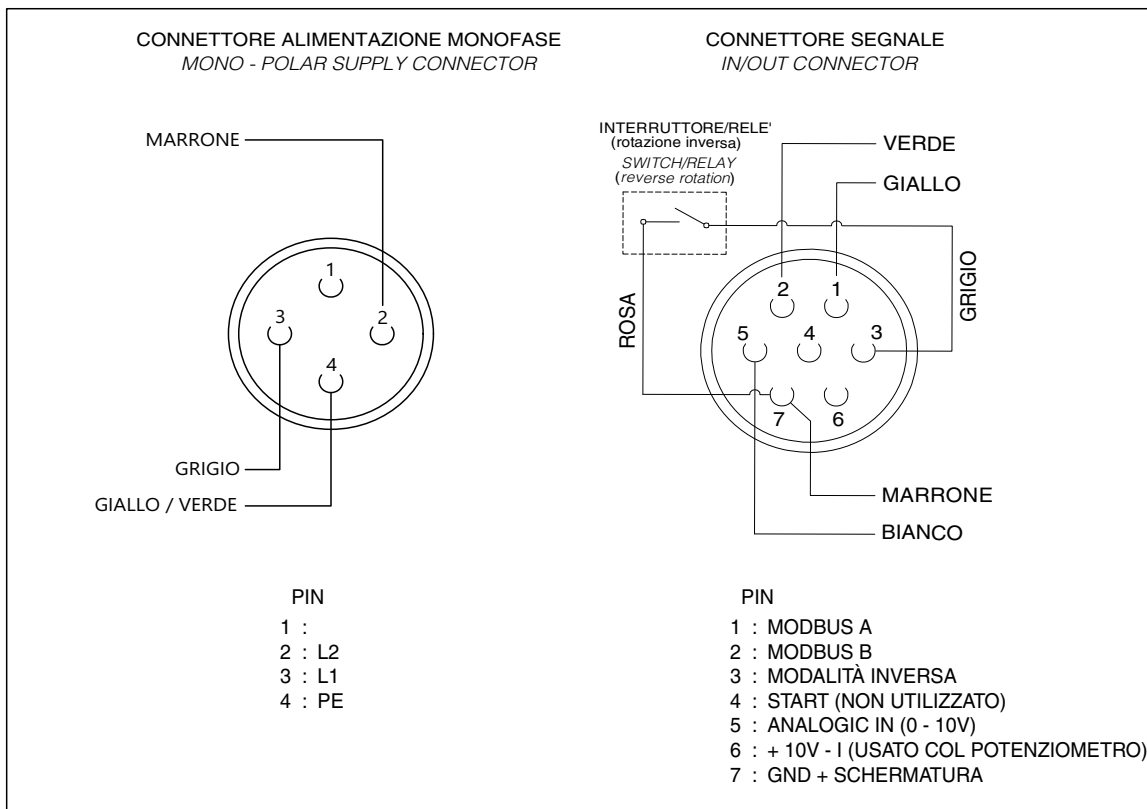 CONNETTORE ALIMENTAZIONE MONOFASE
MONO - POLAR SUPPLY CONNECTOR
MARRONE
1
3
2
4
GRIGIO
GIALLO / VERDE
PIN
1 :
2 : L2
3 : L1
4 : PE
CONNETTORE SEGNALE
IN/OUT CONNECTOR
INTERRUTTORE/RELE'
(rotazione inversa)
SWITCH/RELAY
(reverse rotation)
VERDE
GIALLO
ROSA
GRIGIO
2
1
5
4
3
7
6
MARRONE
BIANCO
PIN
1 : MODBUS A
2 : MODBUS B
3 : MODALITÀ INVERSA
4 : START (NON UTILIZZATO)
5 : ANALOGIC IN (0 - 10V)
6 : + 10V - I (USATO COL POTENZIOMETRO)
7 : GND + SCHERMATURA